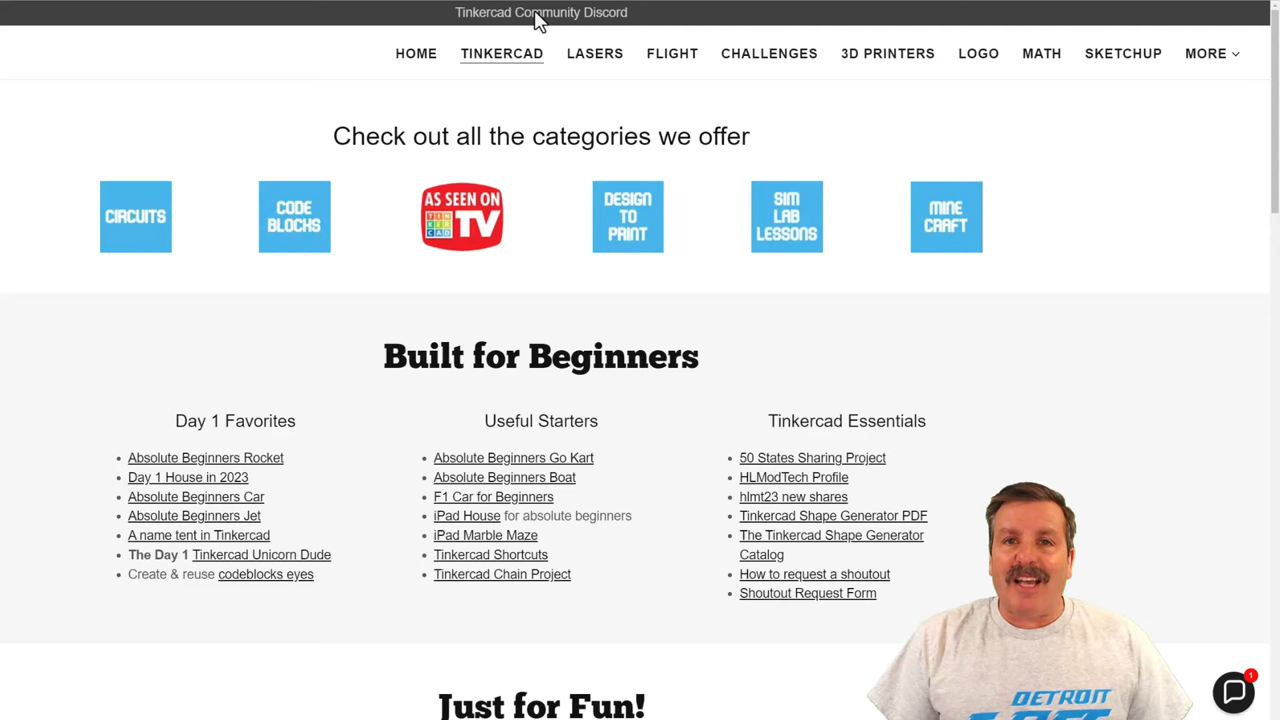 Tinkercad Community Discord
HOME TINKERCAD LASERS FLIGHT CHALLENGES 3D PRINTERS LOGO MATH SKETCHUP MORE
Check out all the categories we offer
CIRCUITS
CODE
BLOCKS
AS SEEN ON
TIN
KER
CAD
TV
DESIGN
TO
PRINT
SIM
LAB
LESSONS
MINE
CRAFT
Built for Beginners
Day 1 Favorites
Absolute Beginners Rocket
Day 1 House in 2023
Absolute Beginners Car
Absolute Beginners Jet
A name tent in Tinkercad
The Day 1 Tinkercad Unicorn Dude
Create & reuse codeblocks eyes
Useful Starters
Absolute Beginners Go Kart
Absolute Beginners Boat
F1 Car for Beginners
iPad House for absolute beginners
iPad Marble Maze
Tinkercad Shortcuts
Tinkercad Chain Project
Tinkercad Essentials
50 States Sharing Project
HLModTech Profile
hlmt23 new shares
Tinkercad Shape Generator PDF
The Tinkercad Shape Generator
Catalog
How to request a shoutout
Shoutout Request Form
Just for Fun!
DETROIT
1